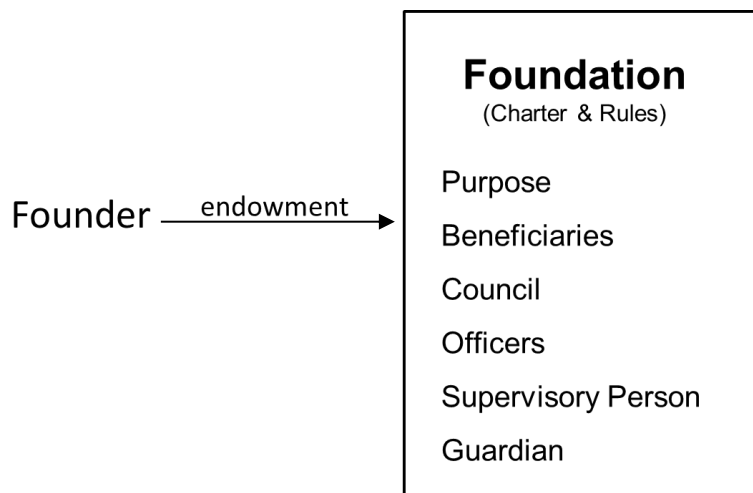 Foundation
(Charter & Rules)
Founder
endowment
Purpose
Beneficiaries
Council
Officers
Supervisory Person
Guardian